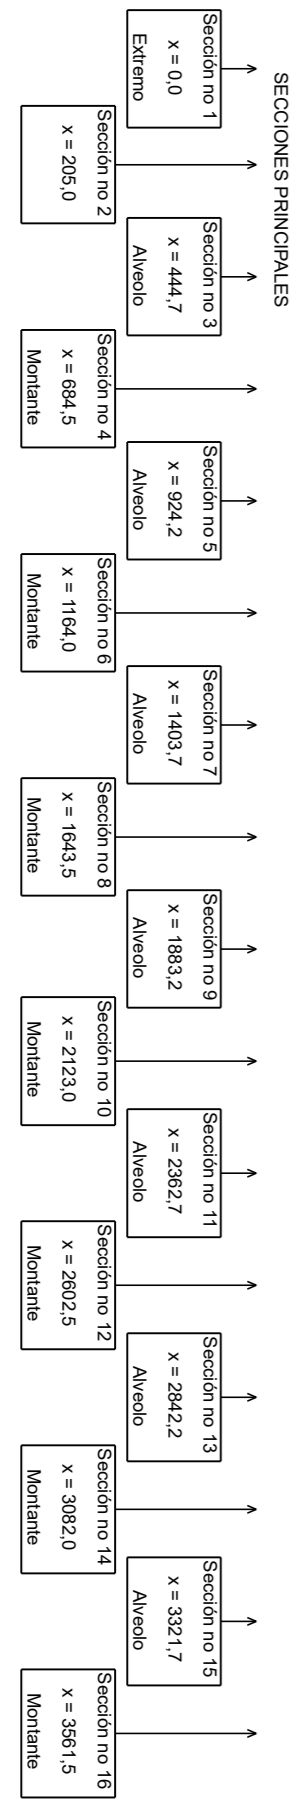 SECCIONES PRINCIPALES
Sección no 1
x = 0,0
Extremo
Sección no 2
x = 205,0
Sección no 3
x = 444,7
Alveolo
Sección no 4
x = 684,5
Montante
Sección no 5
x = 924,2
Alveolo
Sección no 6
x = 1164,0
Montante
Sección no 7
x = 1403,7
Alveolo
Sección no 8
x = 1643,5
Montante
Sección no 9
x = 1883,2
Alveolo
Sección no 10
x = 2123,0
Montante
Sección no 11
x = 2362,7
Alveolo
Sección no 12
x = 2602,5
Montante
Sección no 13
x = 2842,2
Alveolo
Sección no 14
x = 3082,0
Montante
Sección no 15
x = 3321,7
Alveolo
Sección no 16
x = 3561,5
Montante